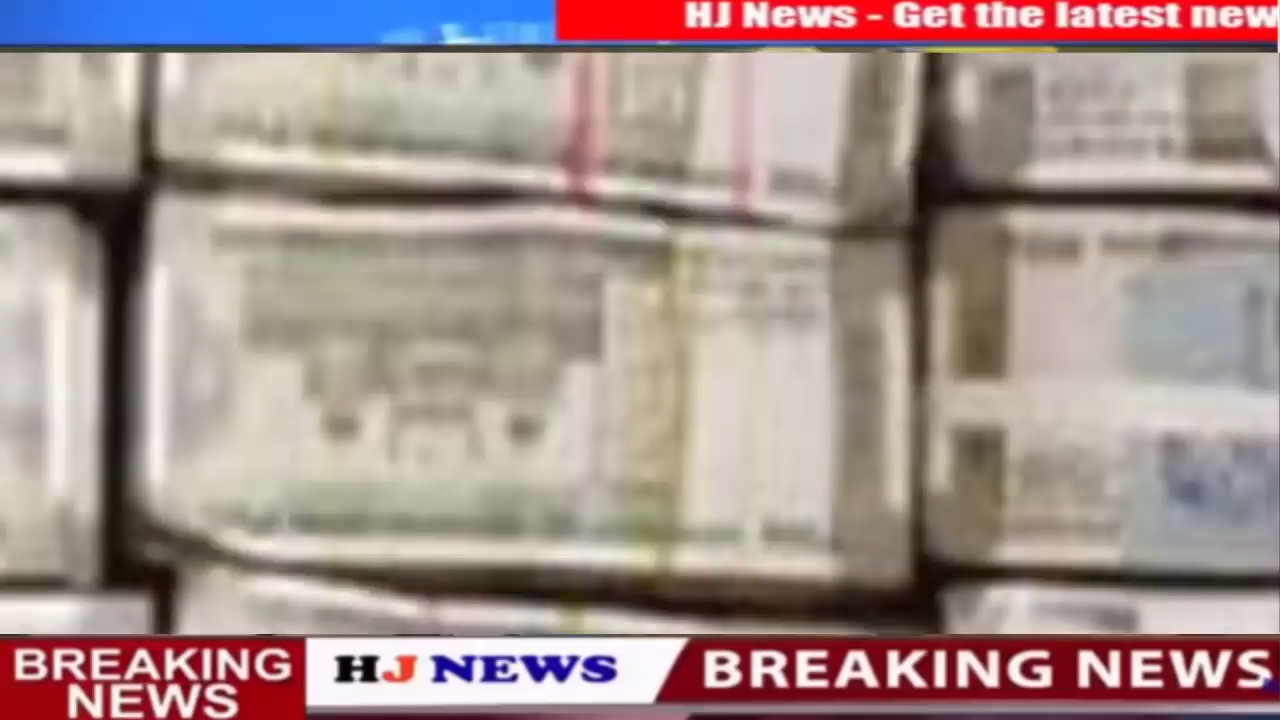 HJ News - Get the latest new
BREAKING
NEWS
HJ NEWS
BREAKING NEWS